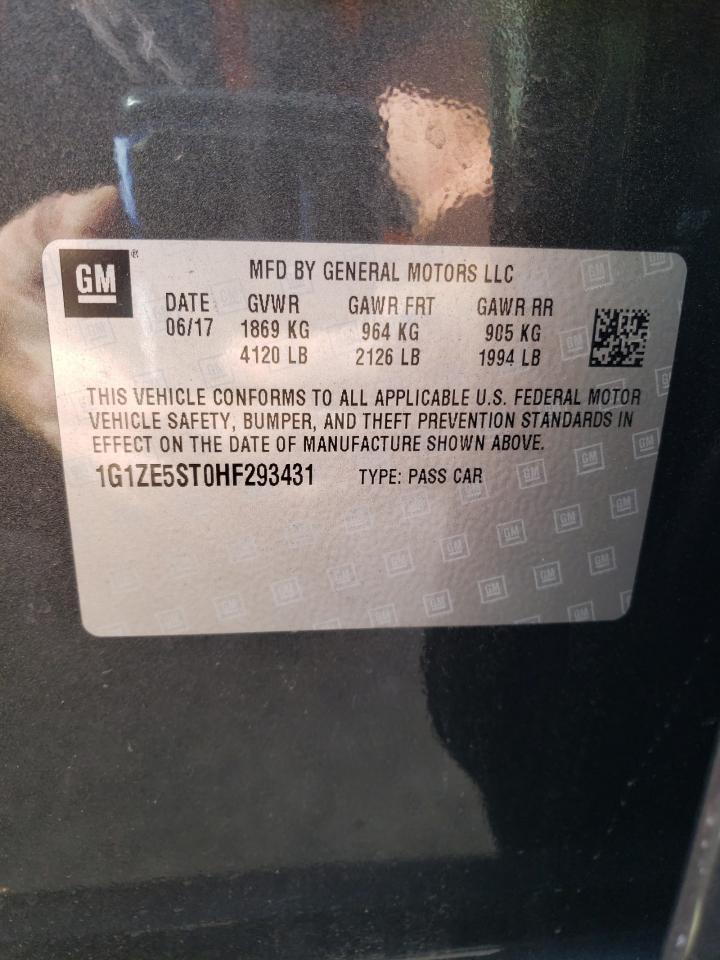 GM ®
MFD BY GENERAL MOTORS LLC
DATE GVWR GAWR FRT GAWR RR
06/17 1869 KG 964 KG 905 KG
4120 LB 2126 LB 1994 LB
THIS VEHICLE CONFORMS TO ALL APPLICABLE U.S. FEDERAL MOTOR
VEHICLE SAFETY, BUMPER, AND THEFT PREVENTION STANDARDS IN
EFFECT ON THE DATE OF MANUFACTURE SHOWN ABOVE.
1G1ZE5ST0HF293431 TYPE: PASS CAR